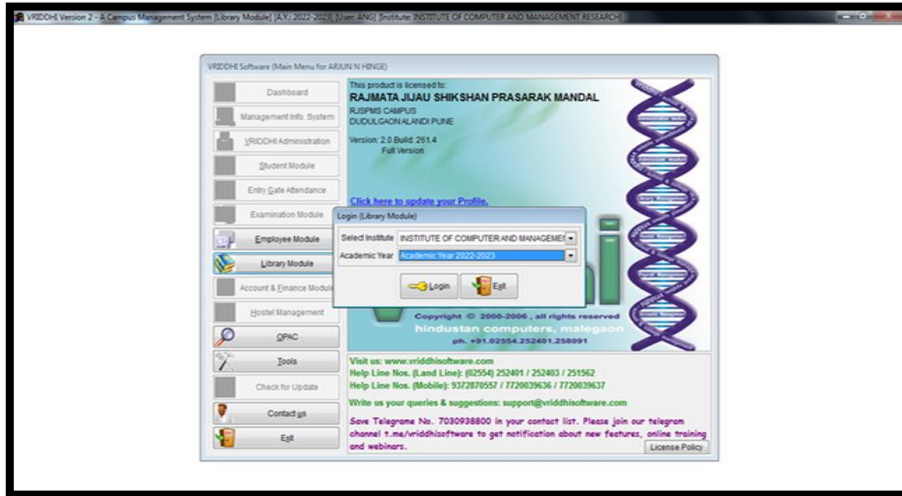 VRIDDHI Version 2 - A Campus Management System [Library Module] [A.Y.: 2022-2023] [User: ANG] [Institute: INSTITUTE OF COMPUTER AND MANAGEMENT RESEARCH]
VRIDDHI Software (Main Menu for ARJUN N HINGE)
Dashboard
Management Info. System
VRIDDHI Administration
Student Module
Entry Gate Attendance
Examination Module
Employee Module
Library Module
Account & Finance Module
Hostel Management
OPAC
Tools
Check for Update
Contact us
Exit
This product is licensed to:
RAJMATA JIJAU SHIKSHAN PRASARAK MANDAL
RJSPMS CAMPUS
DUDULGAON ALANDI PUNE
Version: 2.0 Build: 261.4
Full Version
Click here to update your Profile.
Login (Library Module)
Select Institute INSTITUTE OF COMPUTER AND MANAGEME
Academic Year Academic Year 2022-2023
Login Exit
Copyright © 2000-2006 , all rights reserved
hindustan computers, malegaon
ph. +91.02554.252401.258091
Visit us: www.vriddhisoftware.com
Help Line Nos. (Land Line): (02554) 252401 / 252403 / 251562
Help Line Nos. (Mobile): 9372870557 / 7720039636 / 7720039637
Write us your queries & suggestions: support@vriddhisoftware.com
Save Telegrame No. 7030938800 in your contact list. Please join our telegram
channel t.me/vriddhisoftware to get notification about new features, online training
and webinars.
License Policy